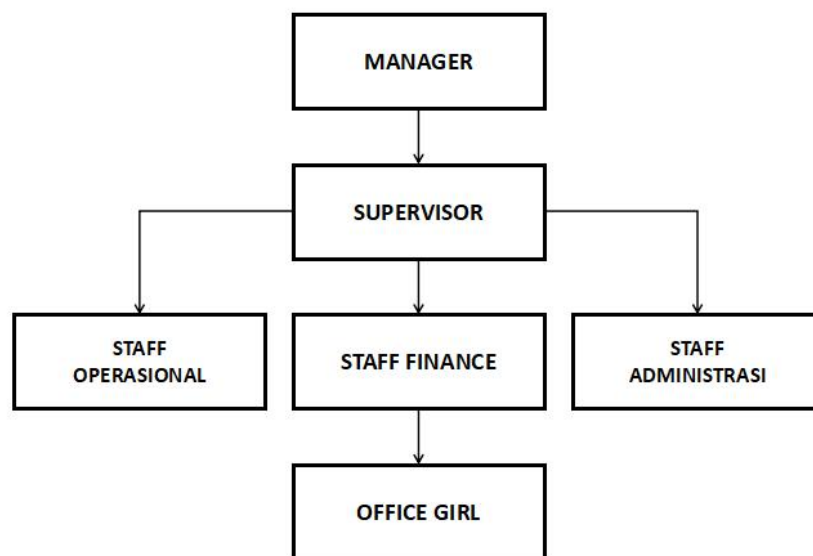 MANAGER
SUPERVISOR
STAFF
OPERASIONAL
STAFF FINANCE
STAFF
ADMINISTRASI
OFFICE GIRL